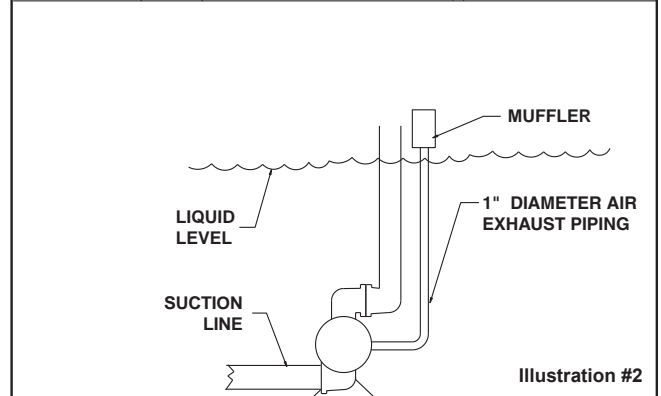 MUFFLER
LIQUID
LEVEL
1" DIAMETER AIR
EXHAUST PIPING
SUCTION
LINE
Illustration #2